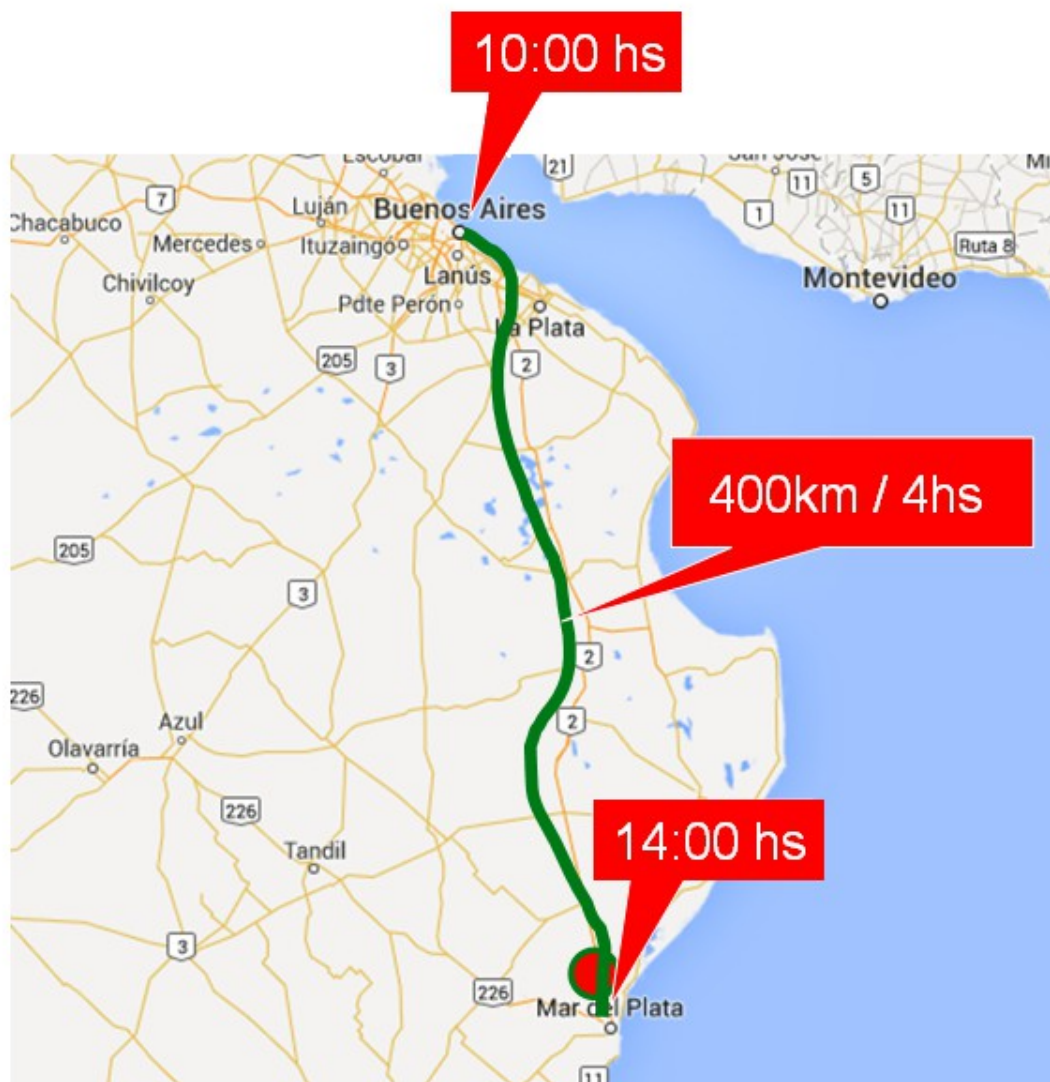 10:00 hs
Escobar
21
San José
11
5
7
Luján
Buenos Aires
1
11
Chacabuco
Mercedes
Ituzaingó
Ruta 8
Lanús
Chivilcoy
Pdte Perón
Montevideo
La Plata
205
3
2
400km / 4hs
205
3
2
226
Azul
2
Olavarría
226
14:00 hs
Tandil
3
226
Mar del Plata
11